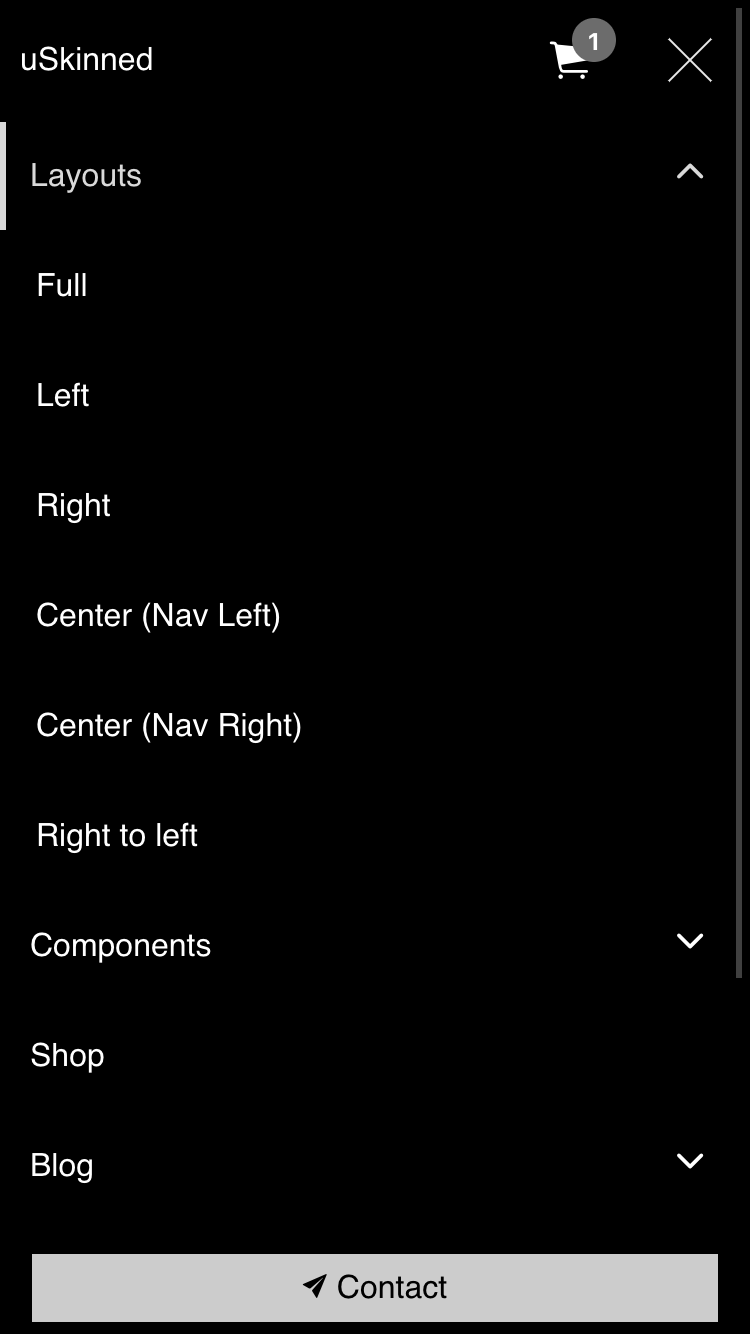 uSkinned
1
Layouts
Full
Left
Right
Center (Nav Left)
Center (Nav Right)
Right to left
Components
Shop
Blog
Contact